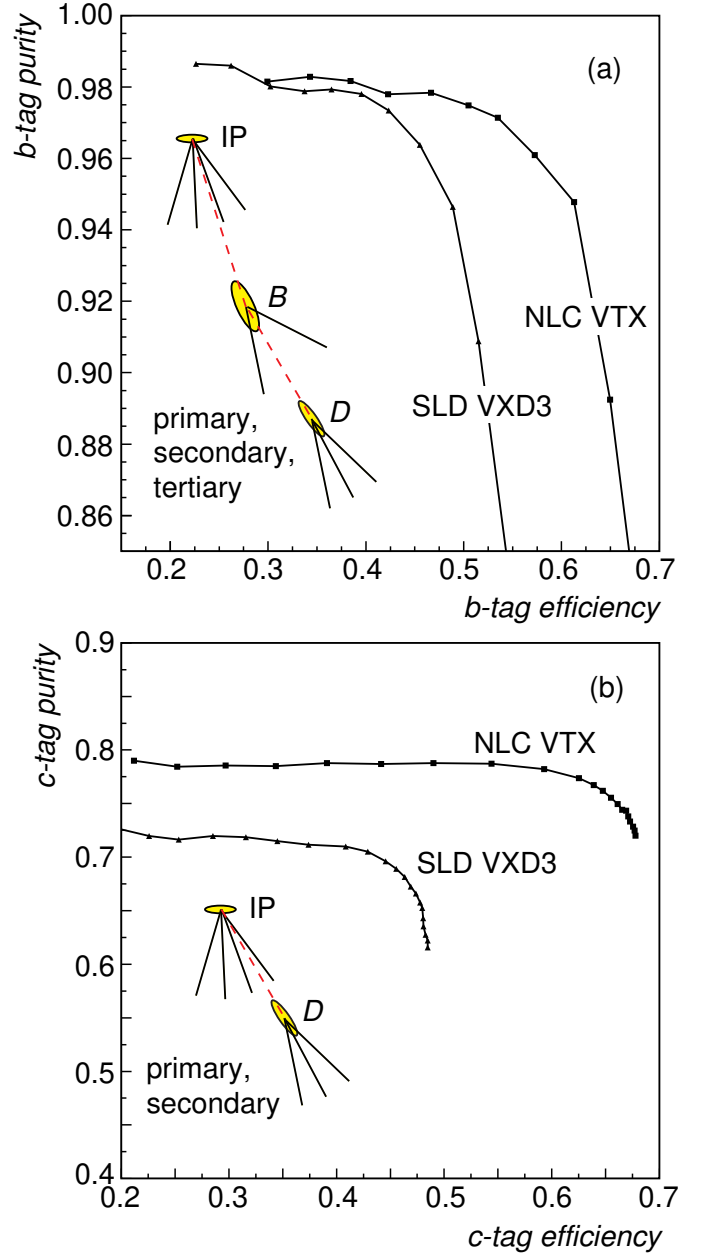 1.00
0.98
0.96
0.94
0.92
0.90
0.88
0.86
b-tag purity
(a)
IP
B
D
NLC VTX
SLD VXD3
primary,
secondary,
tertiary
0.2 0.3 0.4 0.5 0.6 0.7
b-tag efficiency
0.9
0.8
0.7
0.6
0.5
0.4
c-tag purity
(b)
NLC VTX
SLD VXD3
IP
D
primary,
secondary
0.2 0.3 0.4 0.5 0.6 0.7
c-tag efficiency